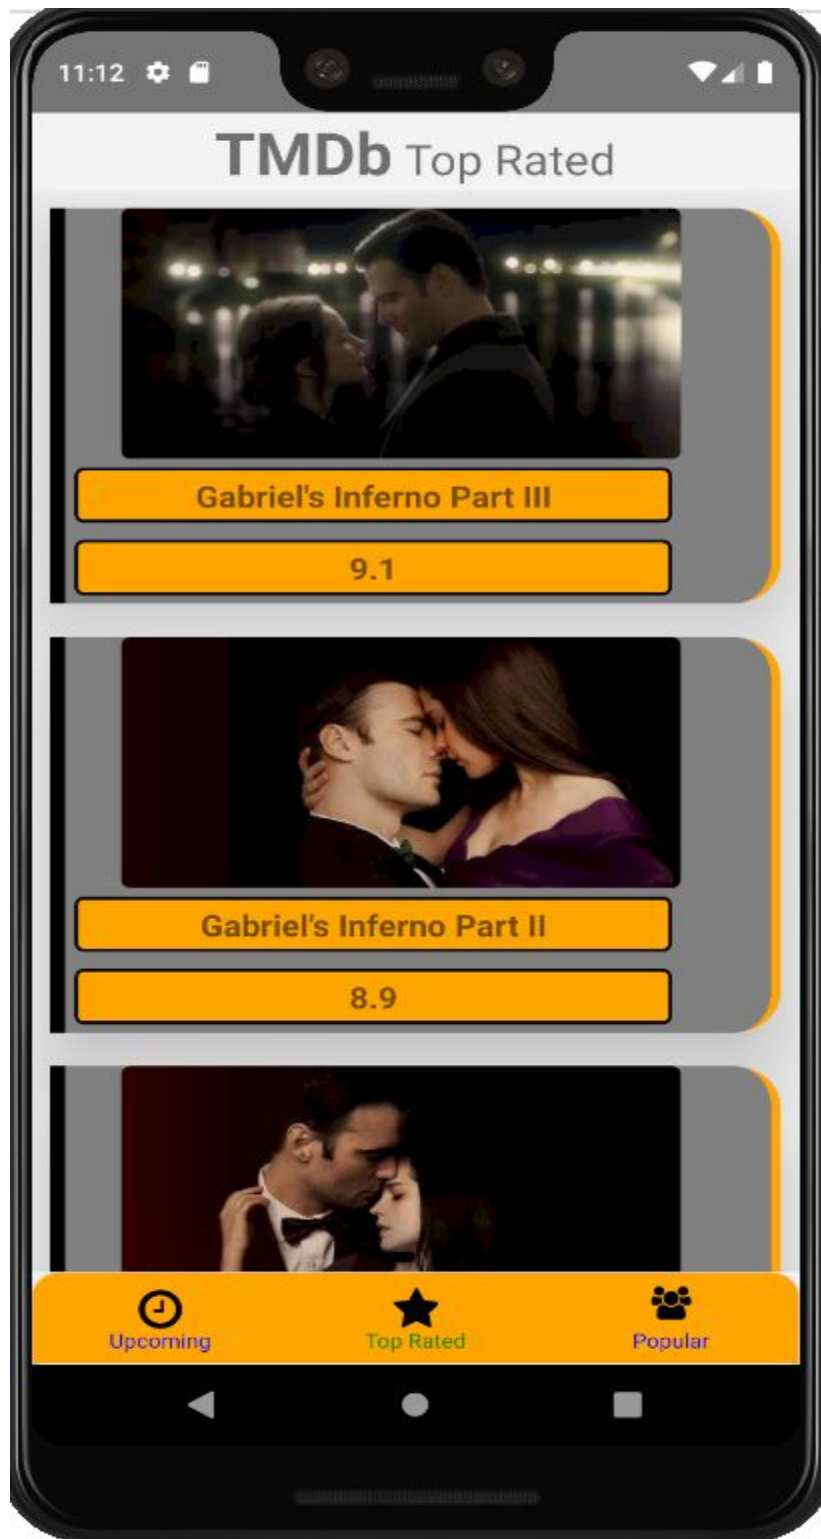 11:12
TMDb Top Rated
Gabriel's Inferno Part III
9.1
Gabriel's Inferno Part II
8.9
Upcoming Top Rated Popular